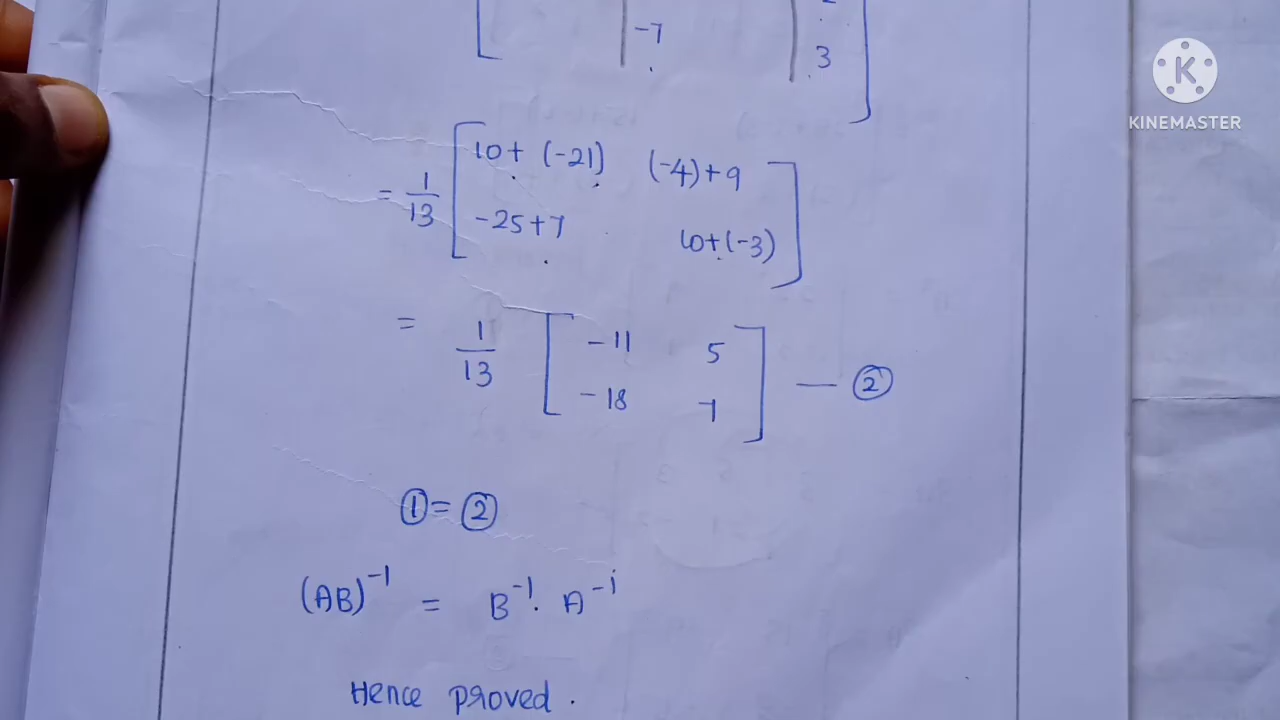 -7 3
= 1/13 [ 10+ (-21) (-4)+9
-25+7 10+(-3) ]
= 1/13 [ -11 5
-18 7 ] — ②
① = ②
(AB)⁻¹ = B⁻¹. A⁻¹
Hence proved.
K
KINEMASTER